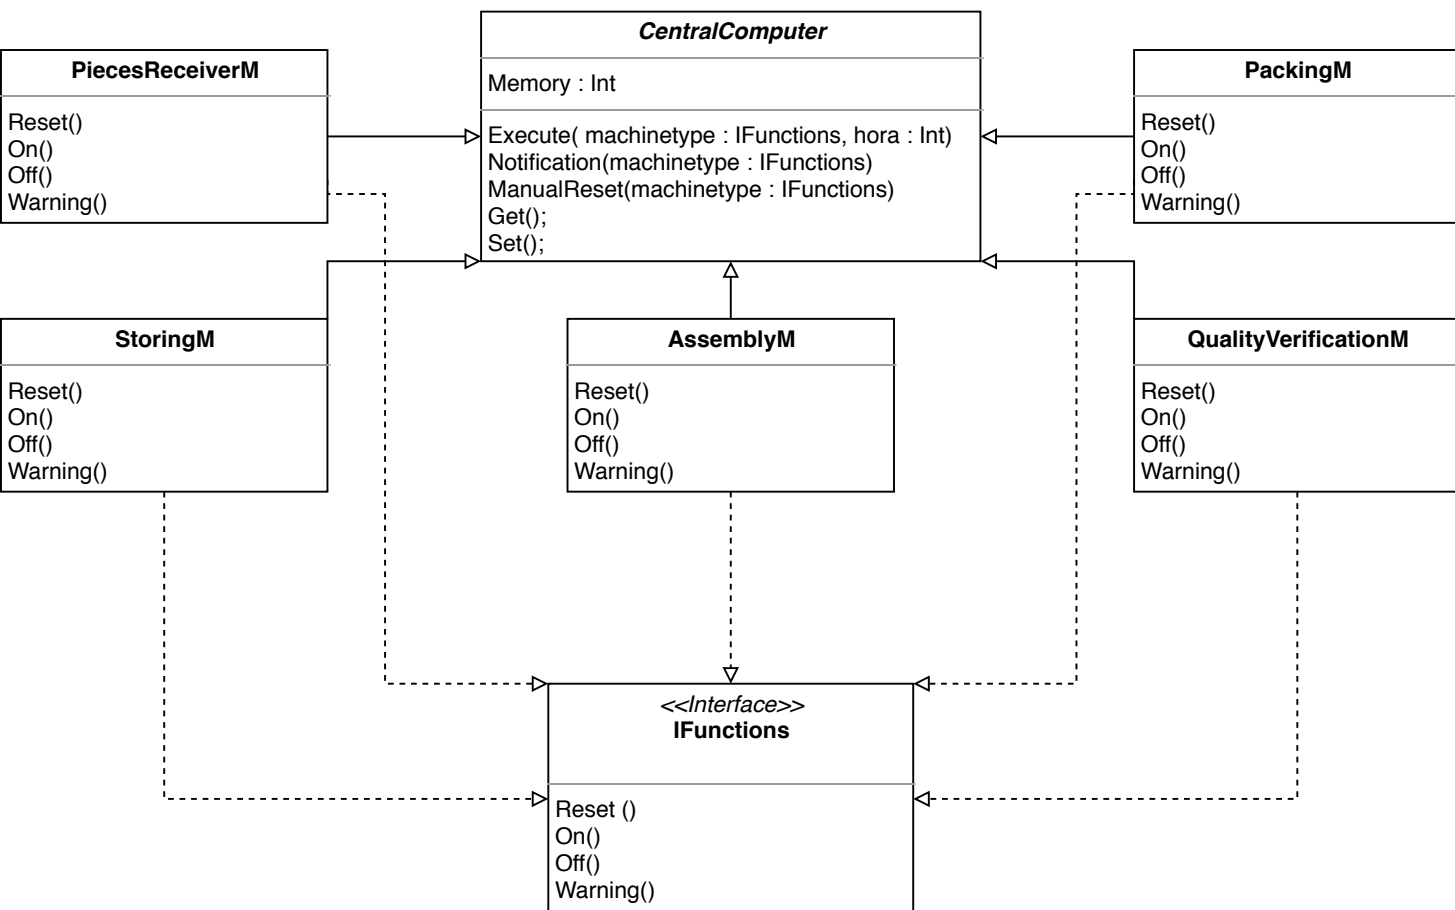 CentralComputer
Memory : Int
Execute( machinetype : IFunctions, hora : Int)
Notification(machinetype : IFunctions)
ManualReset(machinetype : IFunctions)
Get();
Set();
PiecesReceiverM
Reset()
On()
Off()
Warning()
PackingM
Reset()
On()
Off()
Warning()
StoringM
Reset()
On()
Off()
Warning()
AssemblyM
Reset()
On()
Off()
Warning()
QualityVerificationM
Reset()
On()
Off()
Warning()
<<Interface>>
IFunctions
Reset ()
On()
Off()
Warning()